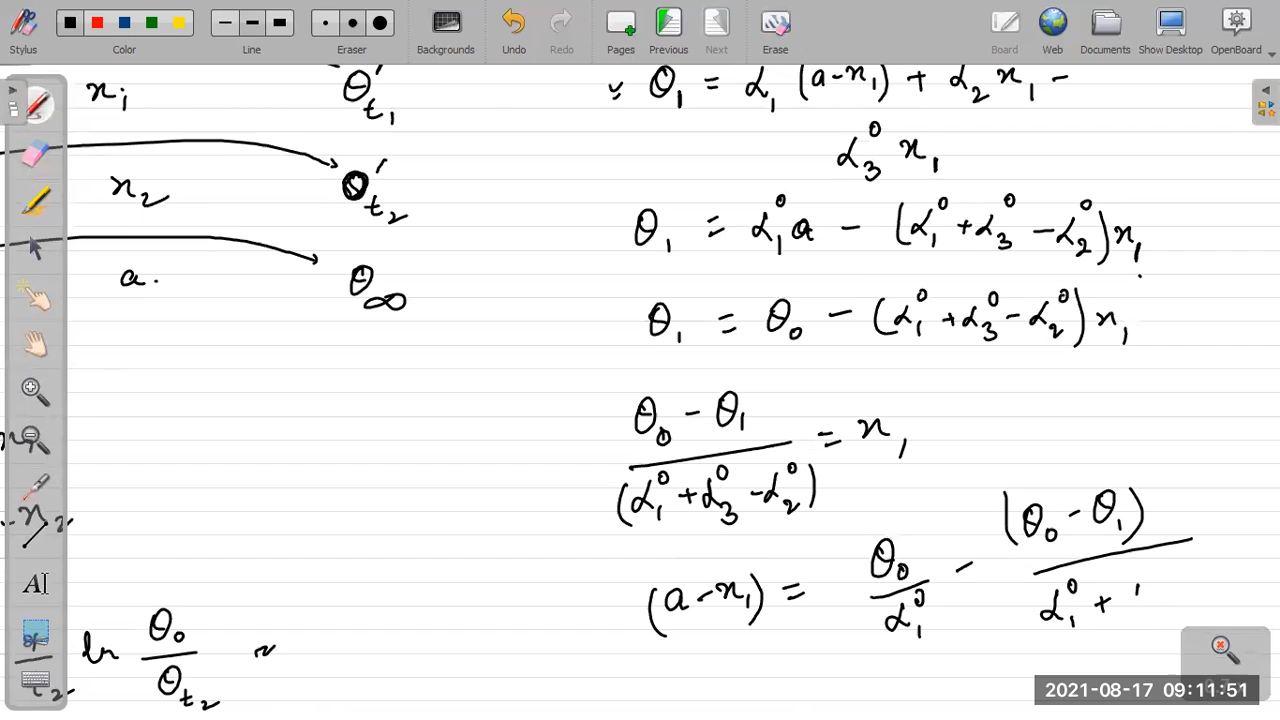 Stylus Color Line Eraser Backgrounds Undo Redo Pages Previous Next Erase Board Web Documents Show Desktop OpenBoard
x₁ θ'ₜ₁
x₂ θ'ₜ₂
a. θ∞
ln θ₀/θₜ₂ =
∴ θ₁ = α₁ (a-x₁) + α₂ x₁ -
α₃⁰ x₁
θ₁ = α₁⁰ a - (α₁⁰ + α₃⁰ - α₂⁰) x₁
θ₁ = θ₀ - (α₁⁰ + α₃⁰ - α₂⁰) x₁
θ₀ - θ₁ / (α₁⁰ + α₃⁰ - α₂⁰) = x₁
(a - x₁) = θ₀/α₁⁰ - (θ₀ - θ₁) / α₁⁰ +
2021-08-17 09:11:51